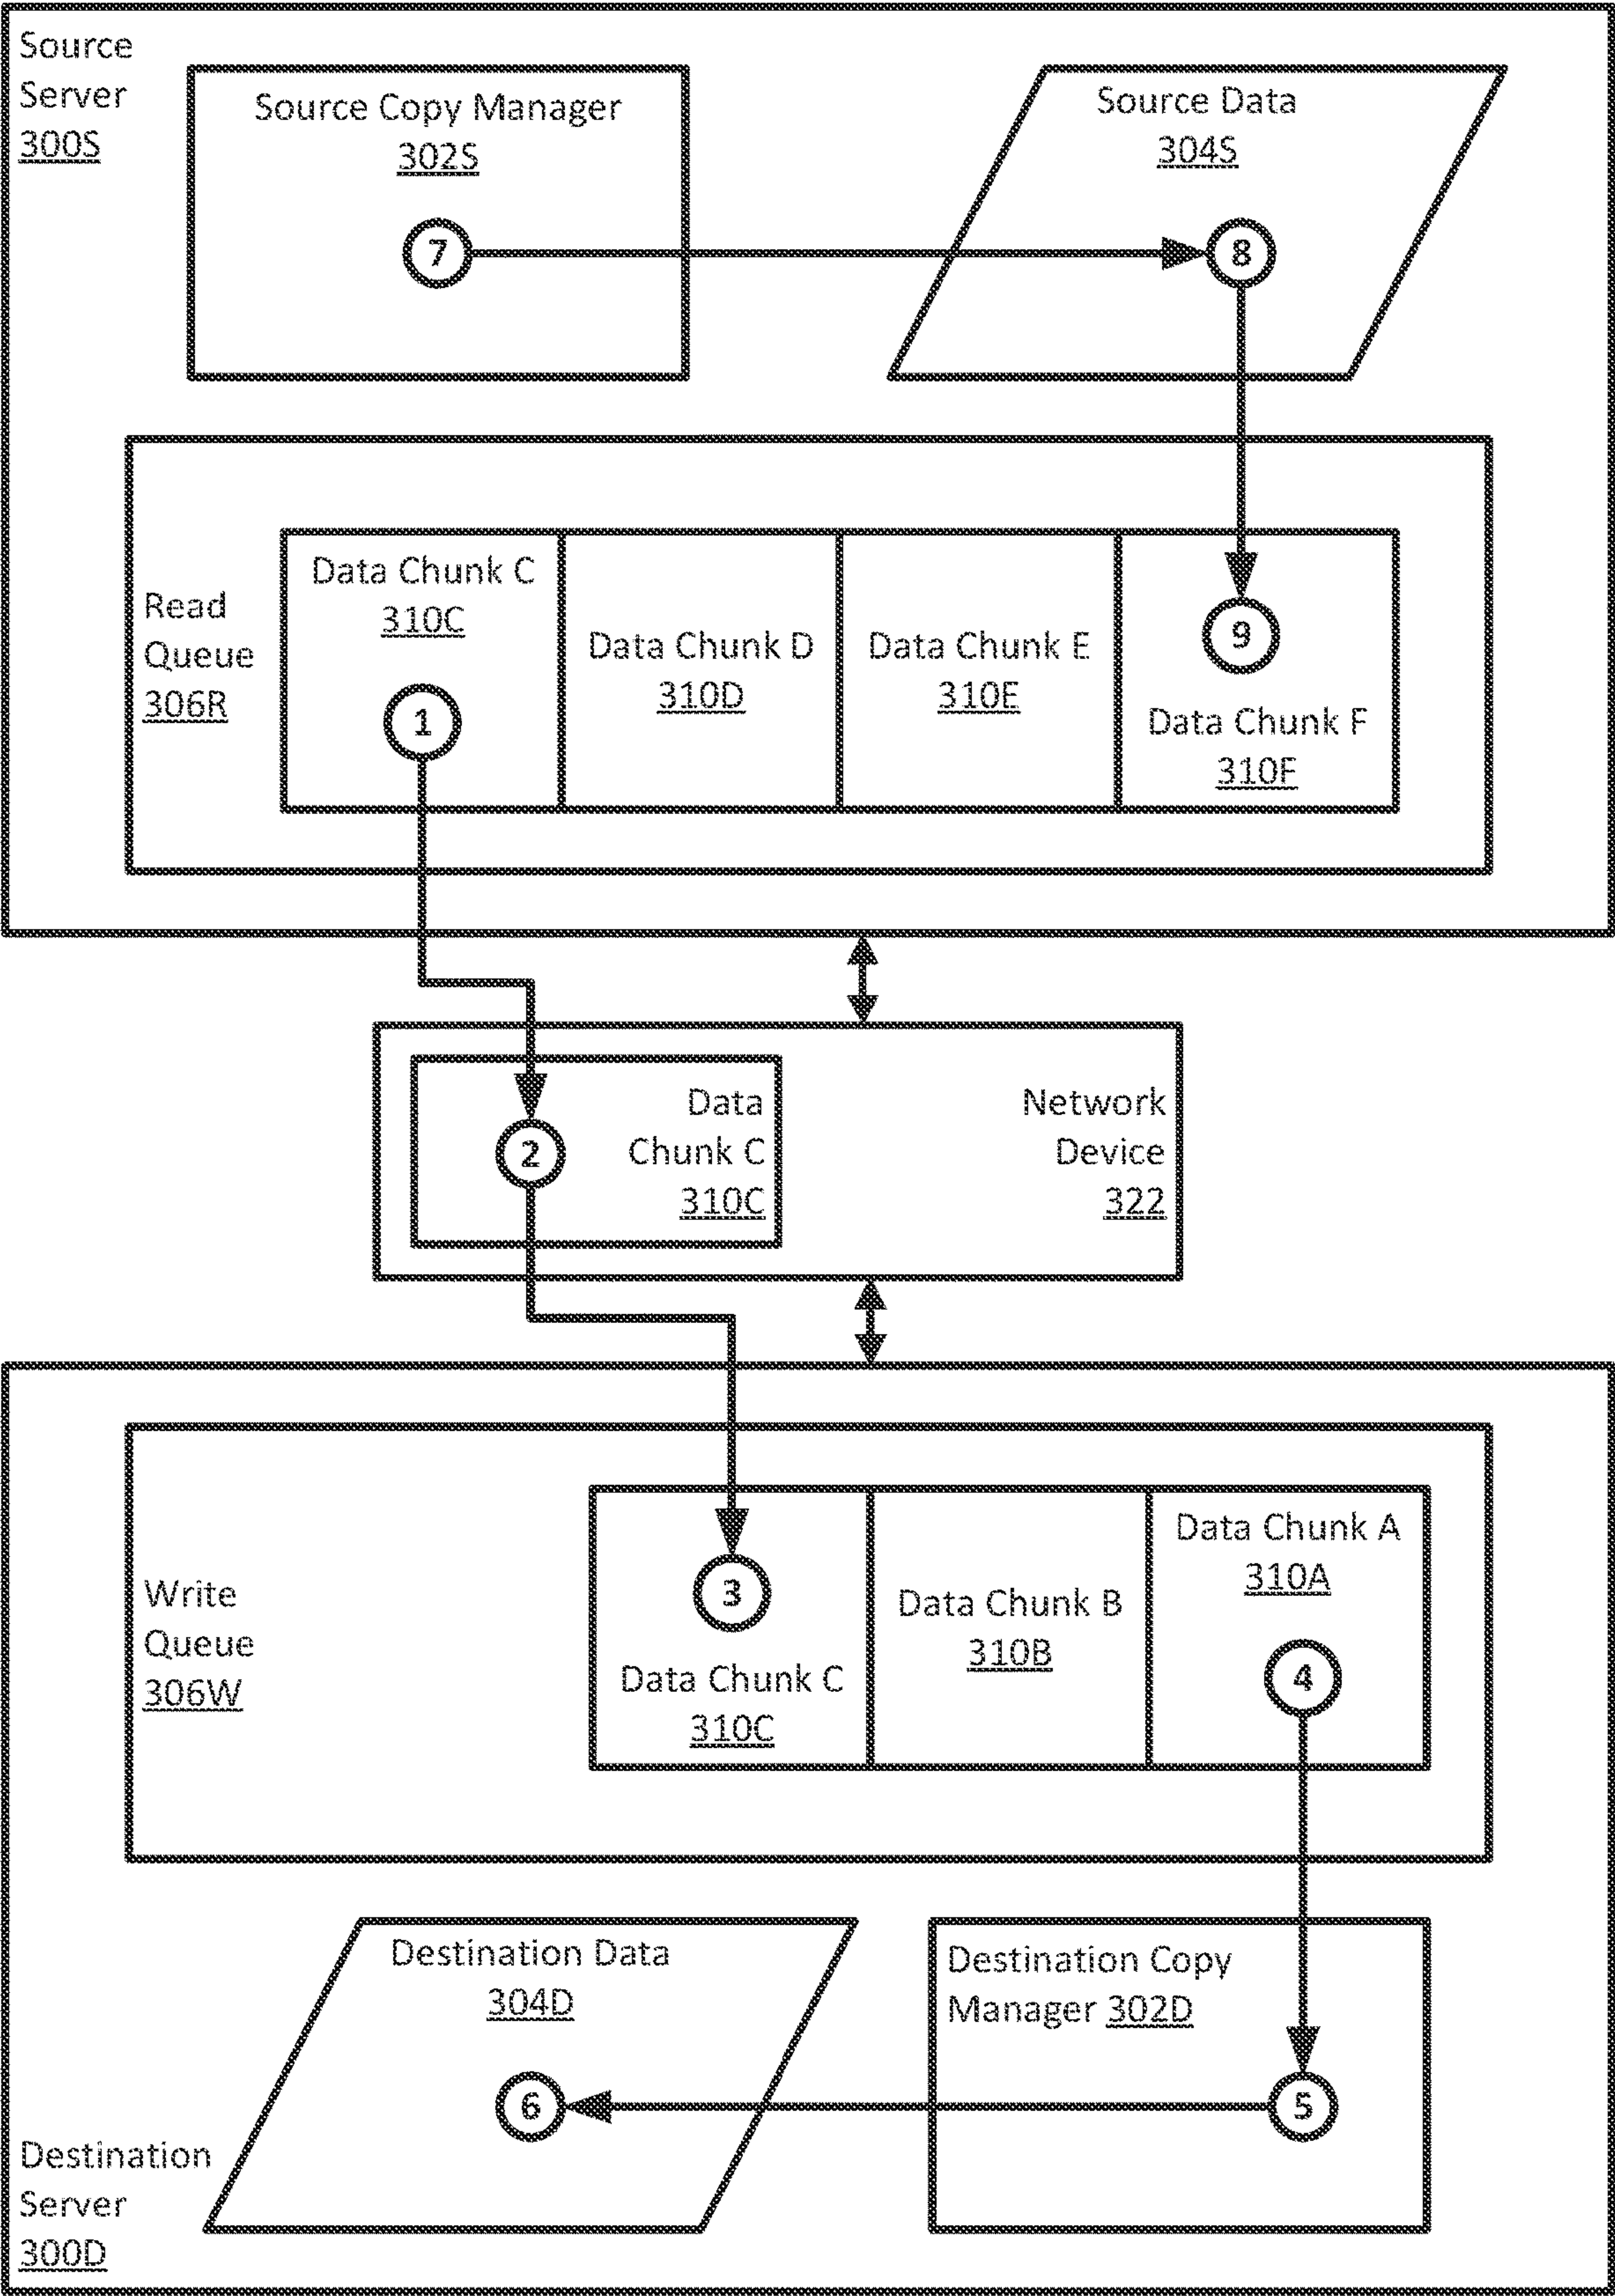 Source
Server
300S
Source Copy Manager
302S
7
Source Data
304S
8
Read
Queue
306R
Data Chunk C
310C
1
Data Chunk D
310D
Data Chunk E
310E
9
Data Chunk F
310F
2
Data
Chunk C
310C
Network
Device
322
Write
Queue
306W
3
Data Chunk C
310C
Data Chunk B
310B
Data Chunk A
310A
4
Destination Data
304D
6
Destination Copy
Manager 302D
5
Destination
Server
300D